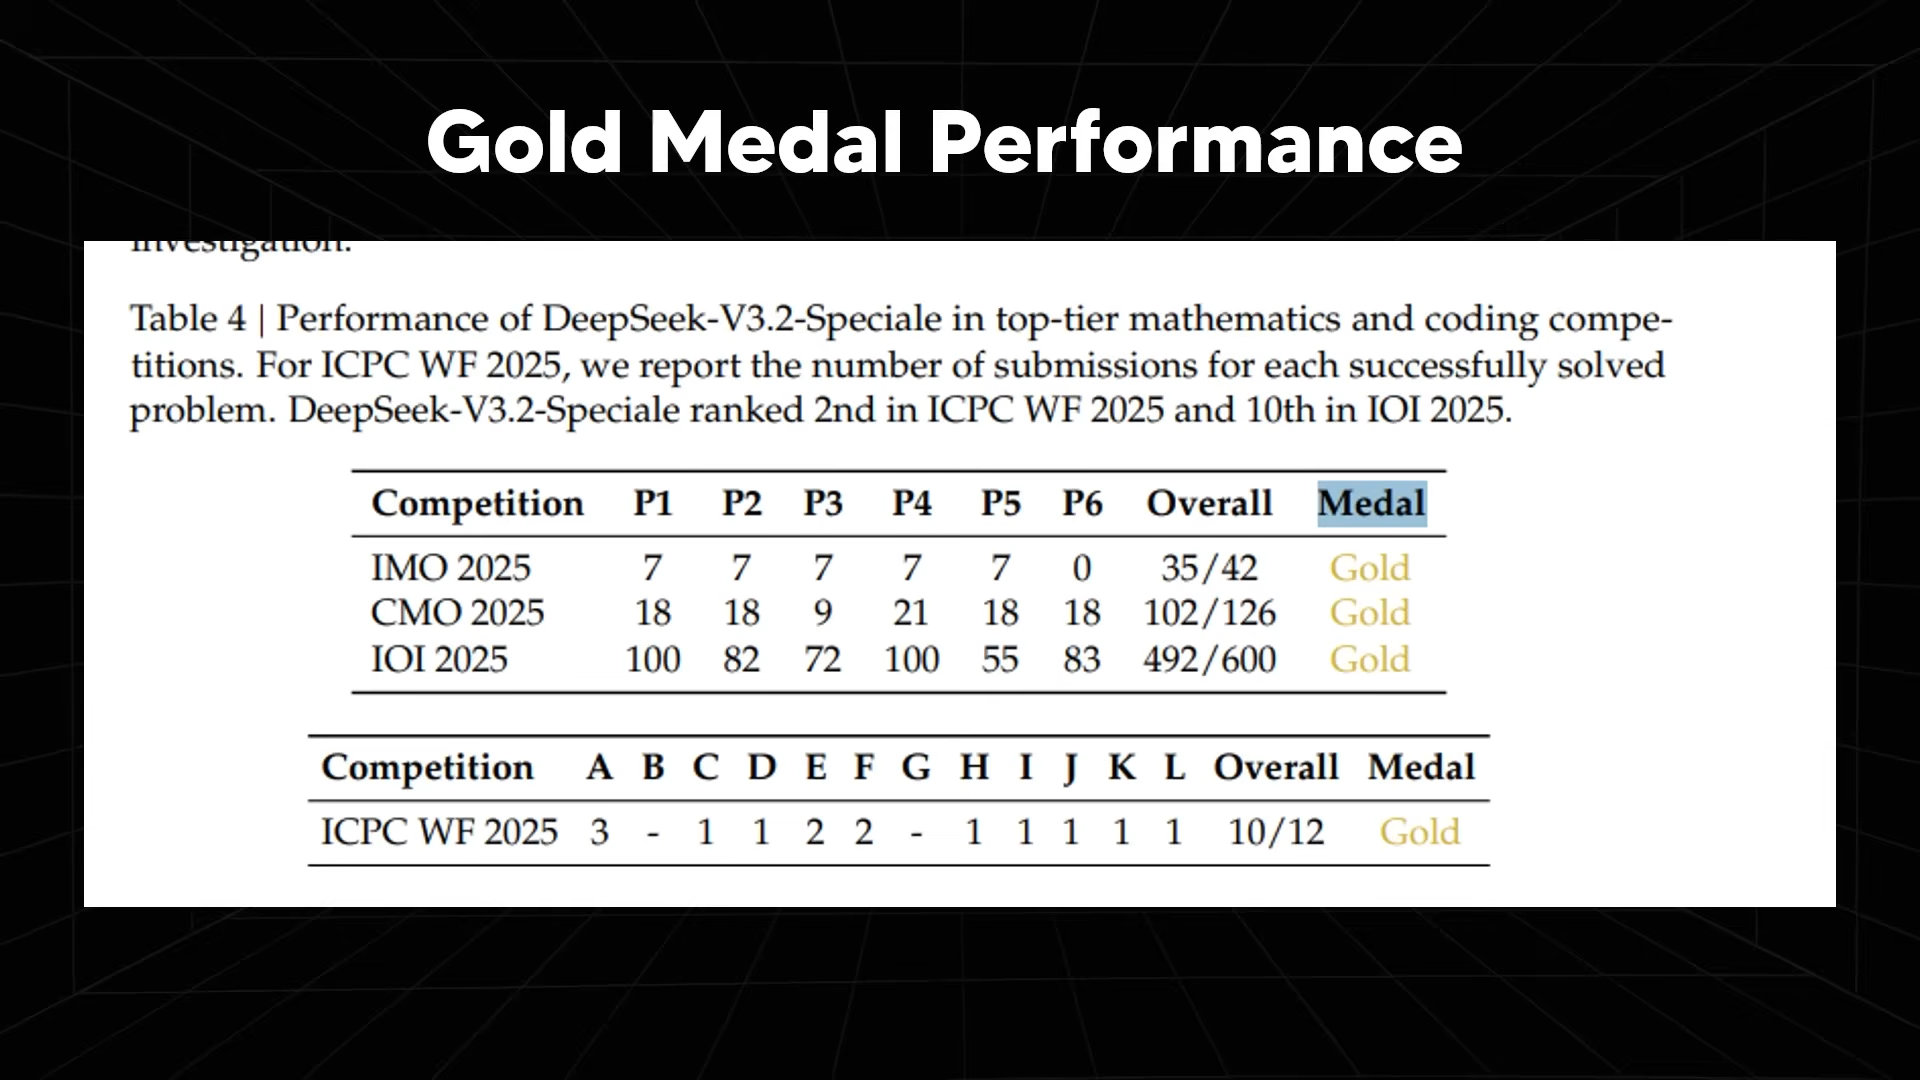 Gold Medal Performance
investigation.
Table 4 | Performance of DeepSeek-V3.2-Speciale in top-tier mathematics and coding compe-
titions. For ICPC WF 2025, we report the number of submissions for each successfully solved
problem. DeepSeek-V3.2-Speciale ranked 2nd in ICPC WF 2025 and 10th in IOI 2025.
Competition P1 P2 P3 P4 P5 P6 Overall Medal
IMO 2025 7 7 7 7 7 0 35/42 Gold
CMO 2025 18 18 9 21 18 18 102/126 Gold
IOI 2025 100 82 72 100 55 83 492/600 Gold
Competition A B C D E F G H I J K L Overall Medal
ICPC WF 2025 3 - 1 1 2 2 - 1 1 1 1 1 10/12 Gold